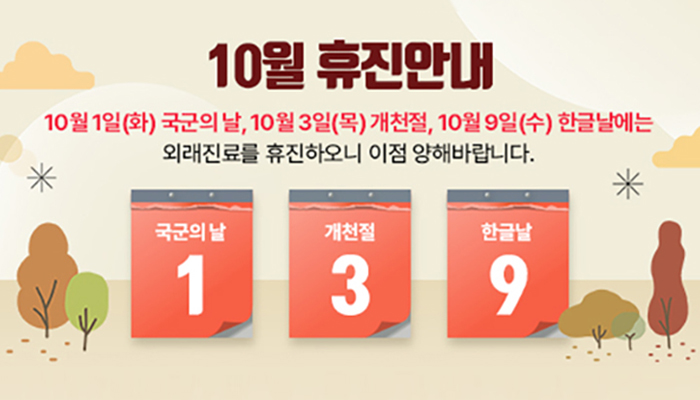 10월 휴진안내
10월 1일(화) 국군의 날, 10월 3일(목) 개천절, 10월 9일(수) 한글날에는
외래진료를 휴진하오니 이점 양해바랍니다.
국군의 날
1
개천절
3
한글날
9